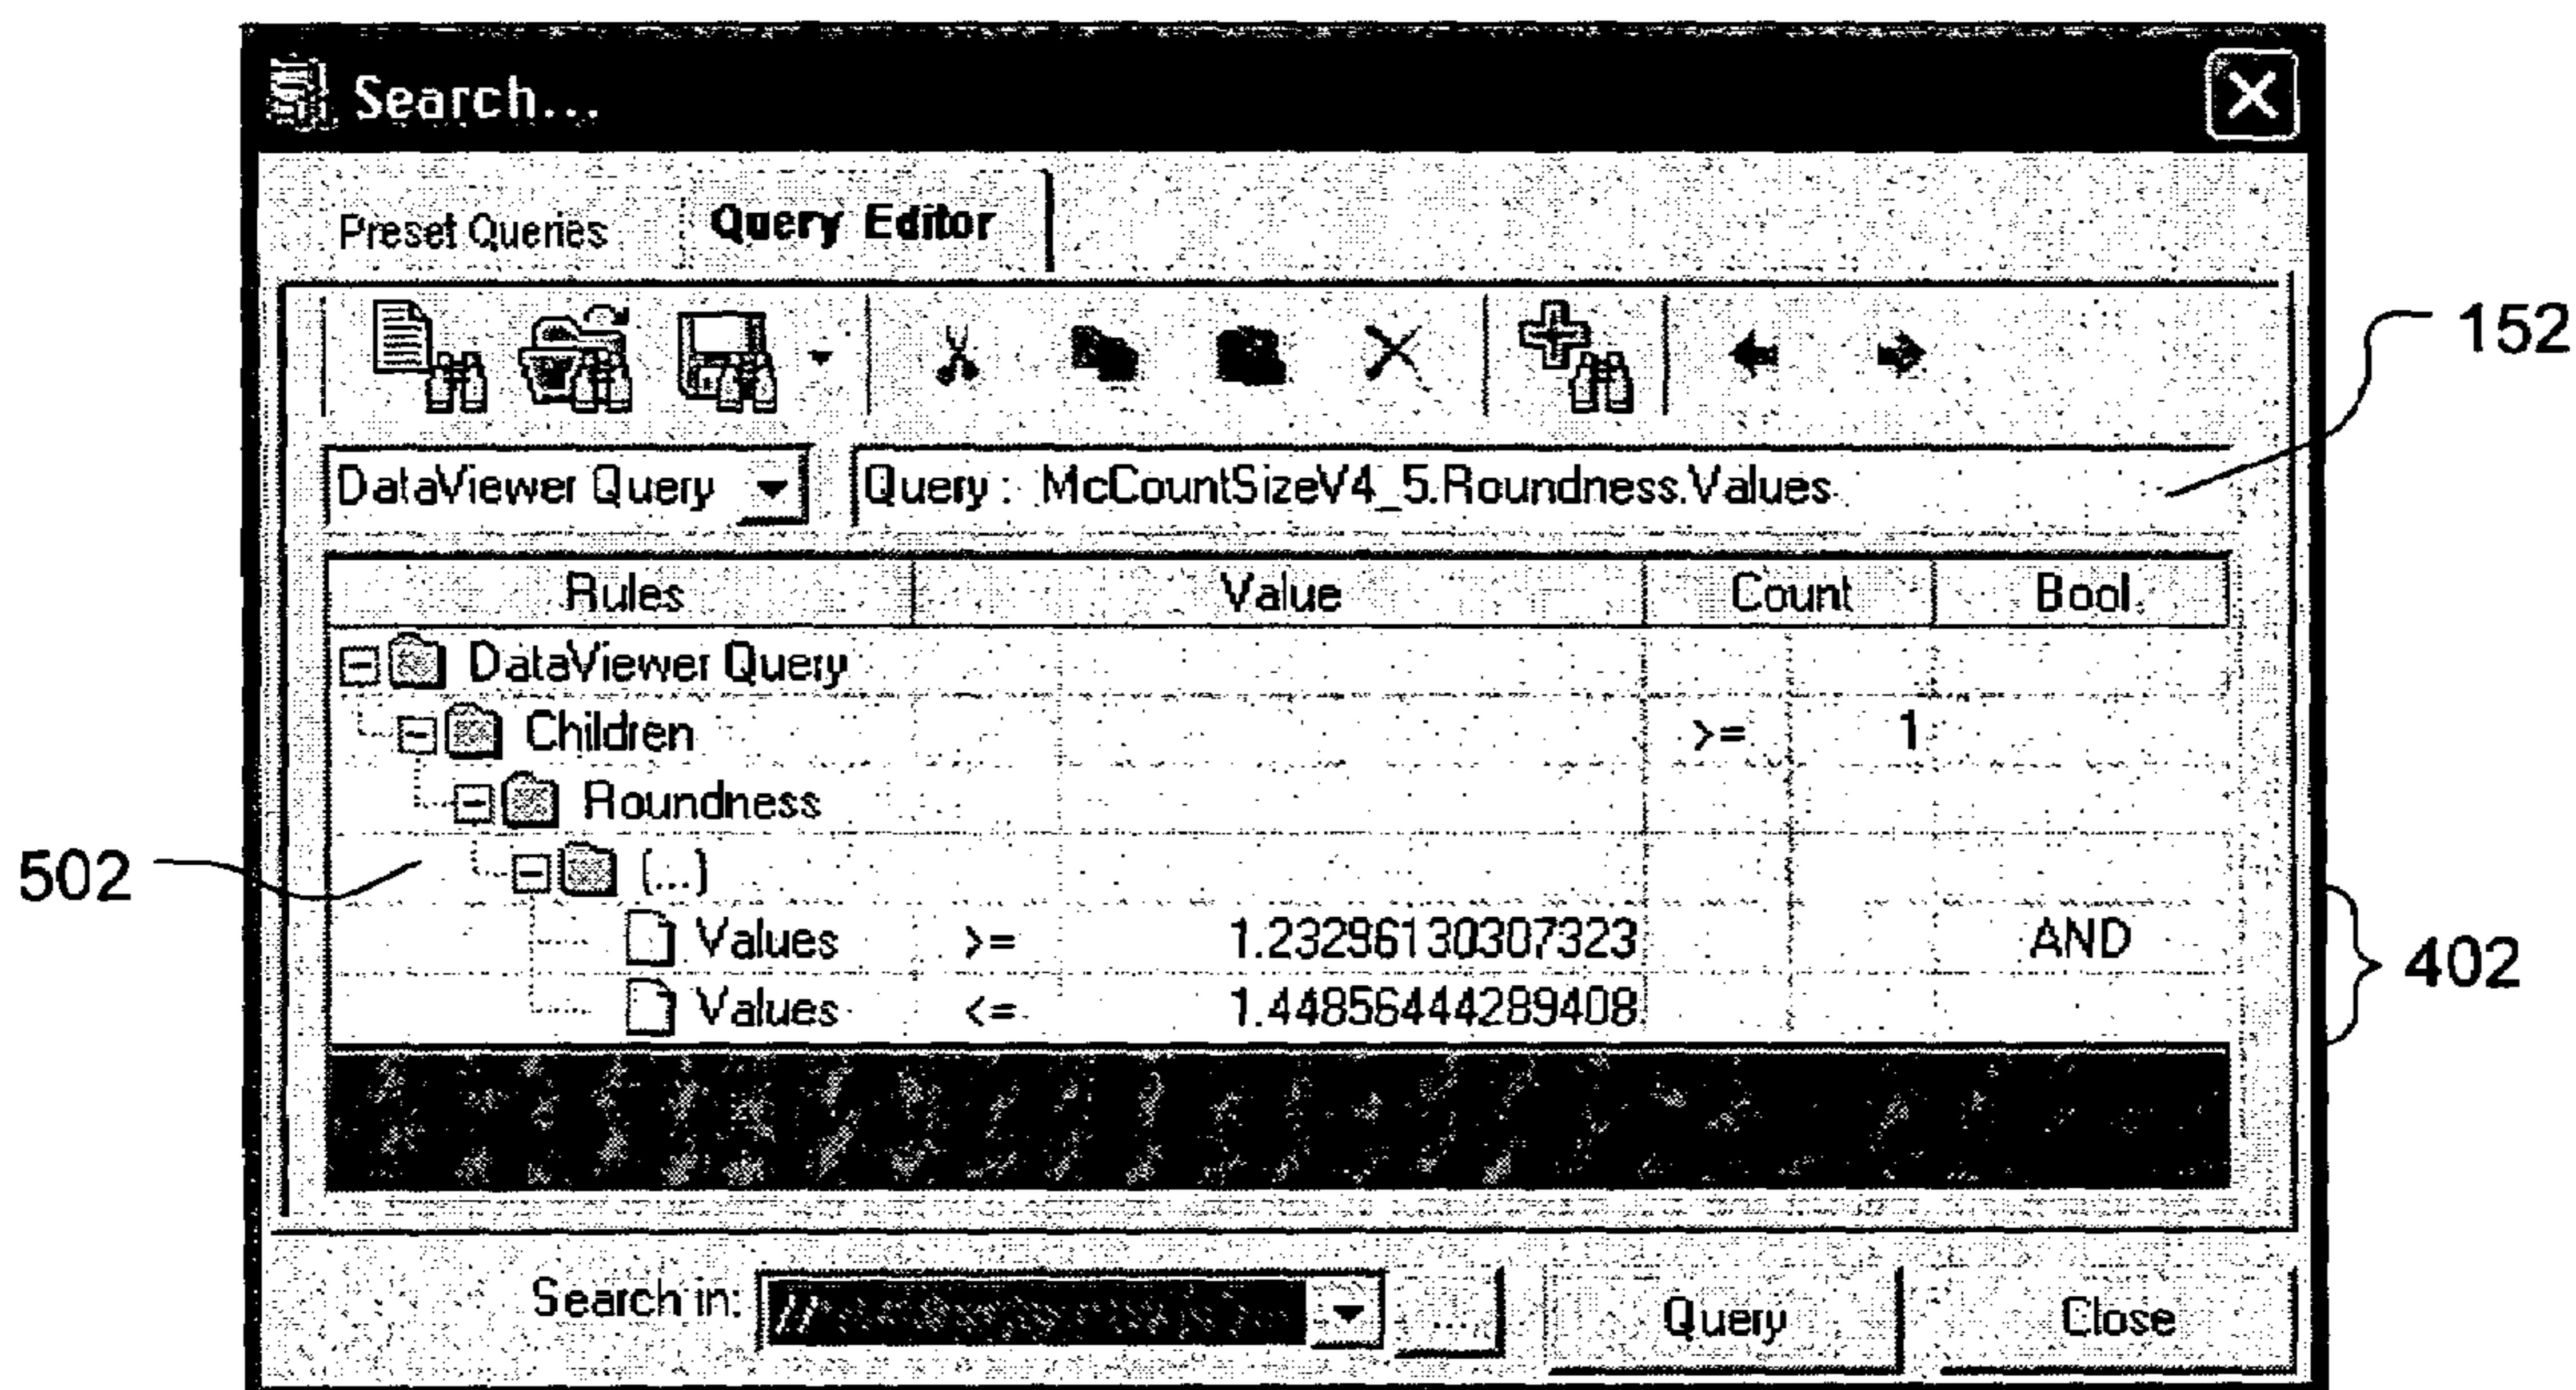 Search...
Preset Queries Query Editor
152
DataViewer Query Query : McCountSizeV4_5.Roundness.Values
Rules Value Count Bool
DataViewer Query
Children >= 1
Roundness
502
(...)
Values >= 1.23296130307323 AND
402
Values <= 1.44856444289408
Search in: // ... Query Close